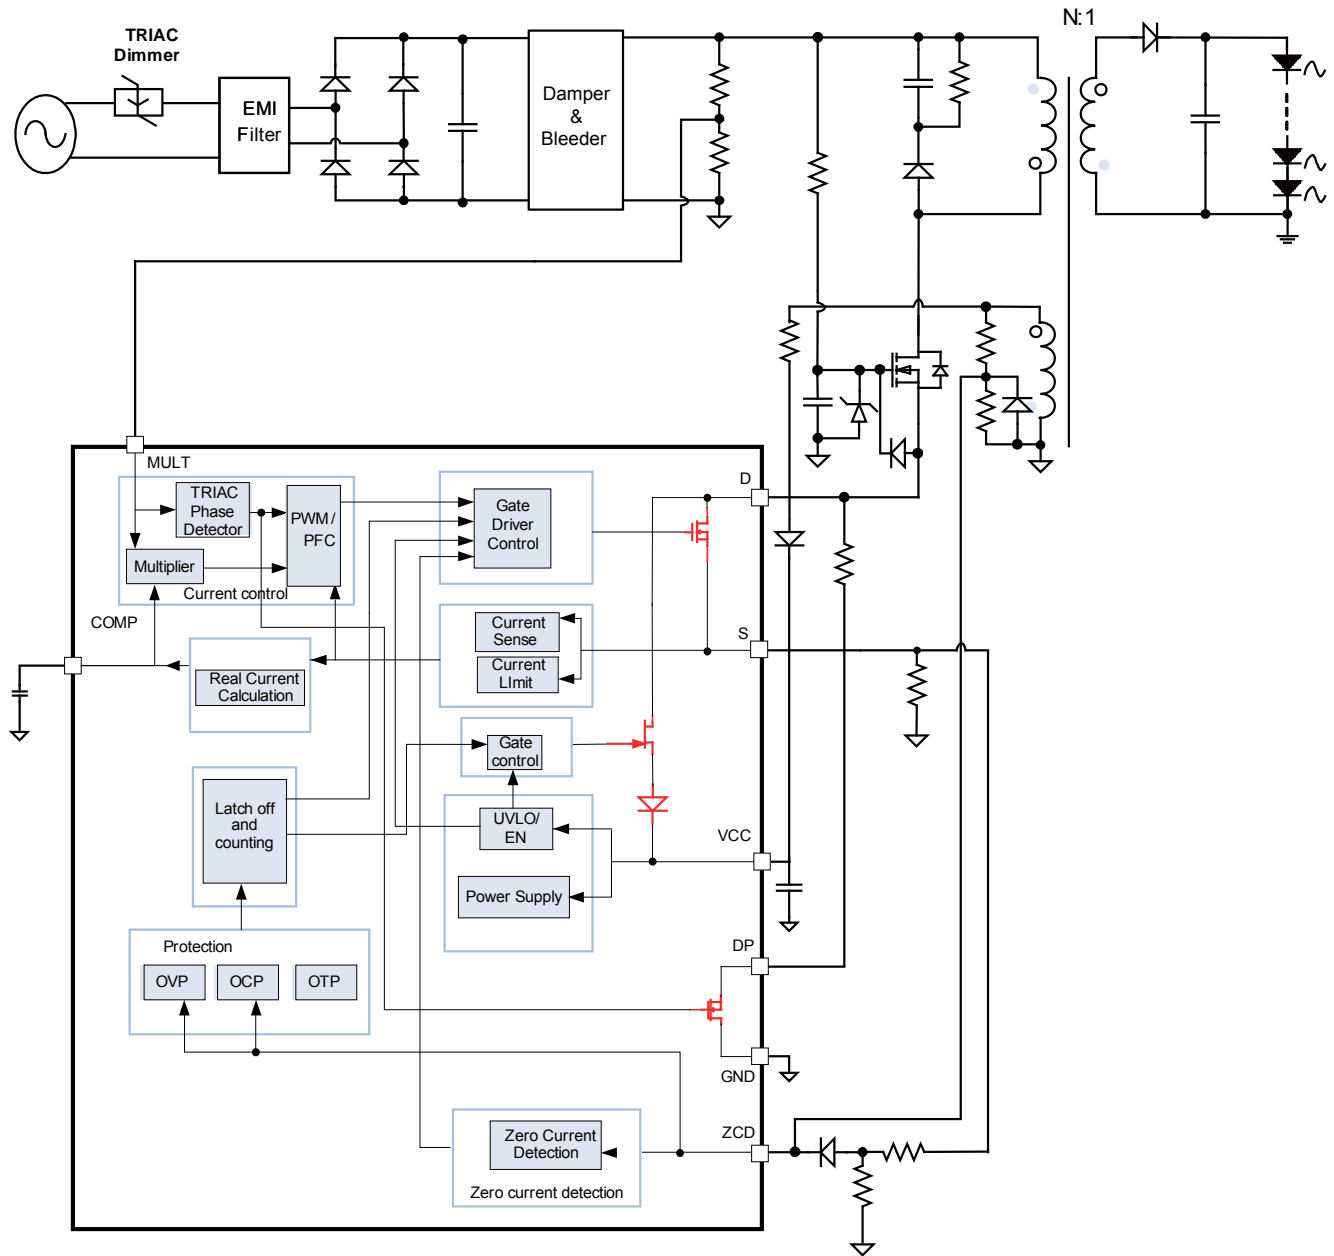 N:1
TRIAC
Dimmer
EMI
Filter
Damper
&
Bleeder
MULT
TRIAC
Phase
Detector
PWM /
PFC
Multiplier
Current control
Gate
Driver
Control
D
COMP
Current
Sense
Current
LImit
S
Real Current
Calculation
Gate
control
Latch off
and
counting
UVLO/
EN
VCC
Power Supply
Protection
OVP
OCP
OTP
DP
GND
ZCD
Zero Current
Detection
Zero current detection